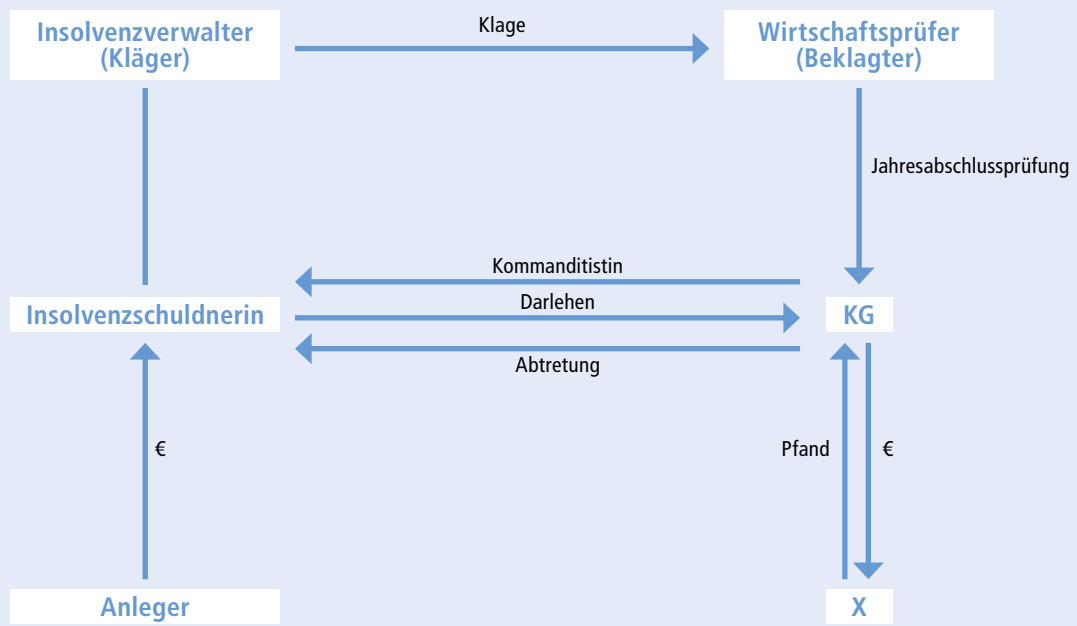 Insolvenzverwalter
(Kläger)
Klage
Wirtschaftsprüfer
(Beklagter)
Jahresabschlussprüfung
Kommanditistin
Darlehen
Insolvenzschuldnerin
KG
Abtretung
€
Pfand
€
Anleger
X